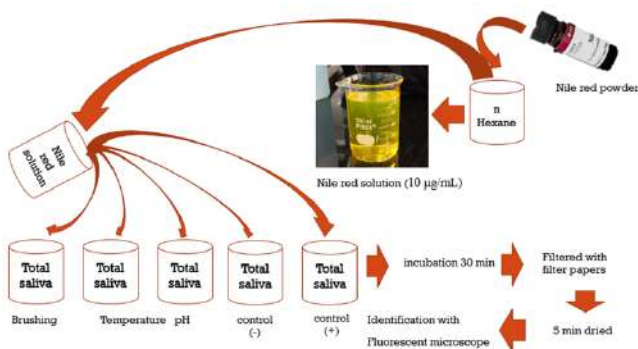 Nile red powder
n
Hexane
Nile red solution (10 µg/mL)
Nile
red
solution
Total
saliva
Total
saliva
Total
saliva
Total
saliva
Total
saliva
Brushing
Temperature
pH
control
(-)
control
(+)
incubation 30 min
Filtered with
filter papers
5 min dried
Identification with
Fluorescent microscope